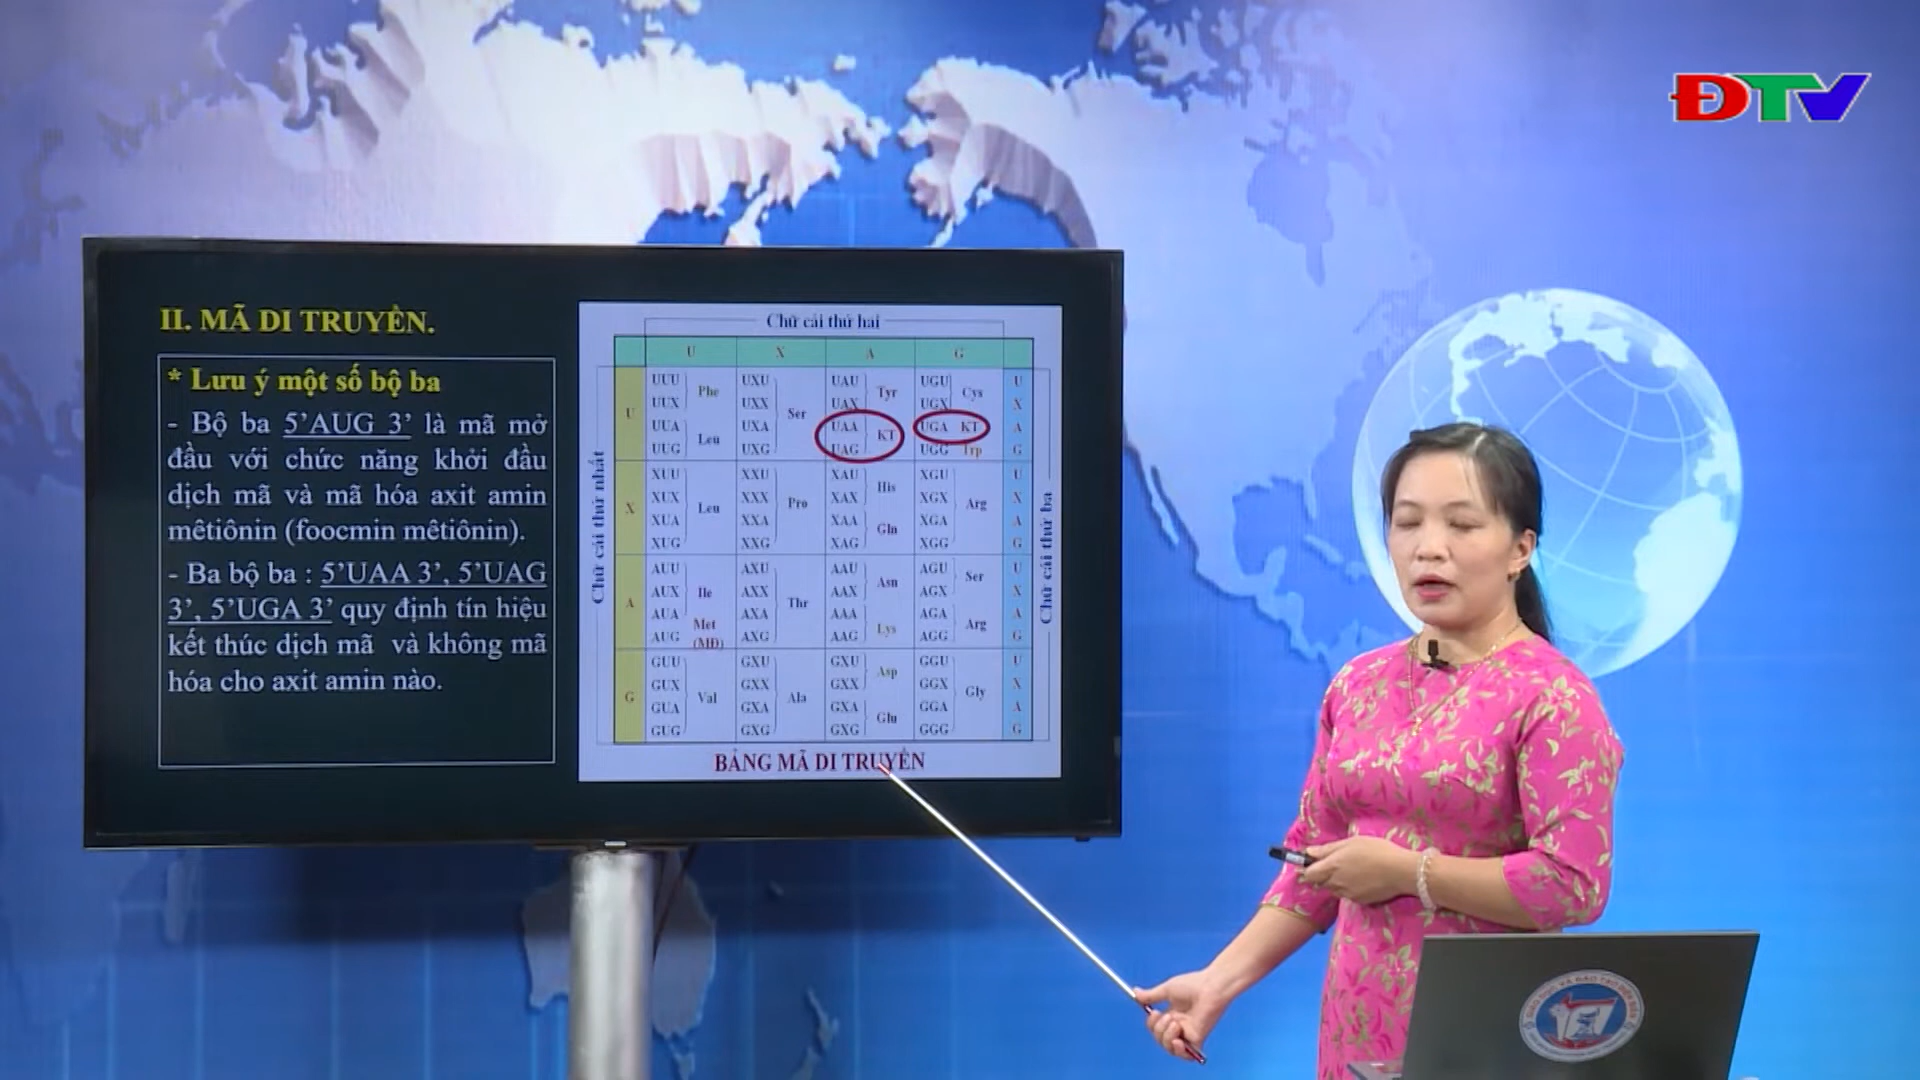 ĐTV
II. MÃ DI TRUYỀN.
* Lưu ý một số bộ ba
- Bộ ba 5’AUG 3’ là mã mở
đầu với chức năng khởi đầu
dịch mã và mã hóa axit amin
mêtiônin (foocmin mêtiônin).
- Ba bộ ba : 5’UAA 3’, 5’UAG
3’, 5’UGA 3’ quy định tín hiệu
kết thúc dịch mã và không mã
hóa cho axit amin nào.
Chữ cái thứ hai
U X A G
Chữ cái thứ nhất
Chữ cái thứ ba
U
UUU UXU UAU UGU U
Phe Tyr Cys
UUX UXX UAX UGX X
Ser
UUA UXA UAA UGA KT A
Leu KT
UUG UXG UAG UGG Trp G
X
XUU XXU XAU XGU U
His
XUX XXX XAX XGX X
Leu Pro Arg
XUA XXA XAA XGA A
Gln
XUG XXG XAG XGG G
A
AUU AXU AAU AGU U
Asn Ser
AUX AXX AAX AGX X
Ile Thr
AUA AXA AAA AGA A
Met Lys Arg
AUG AXG AAG AGG G
(MĐ)
G
GUU GXU GXU GGU U
Asp
GUX GXX GXX GGX X
Val Ala Gly
GUA GXA GXA GGA A
Glu
GUG GXG GXG GGG G
BẢNG MÃ DI TRUYỀN